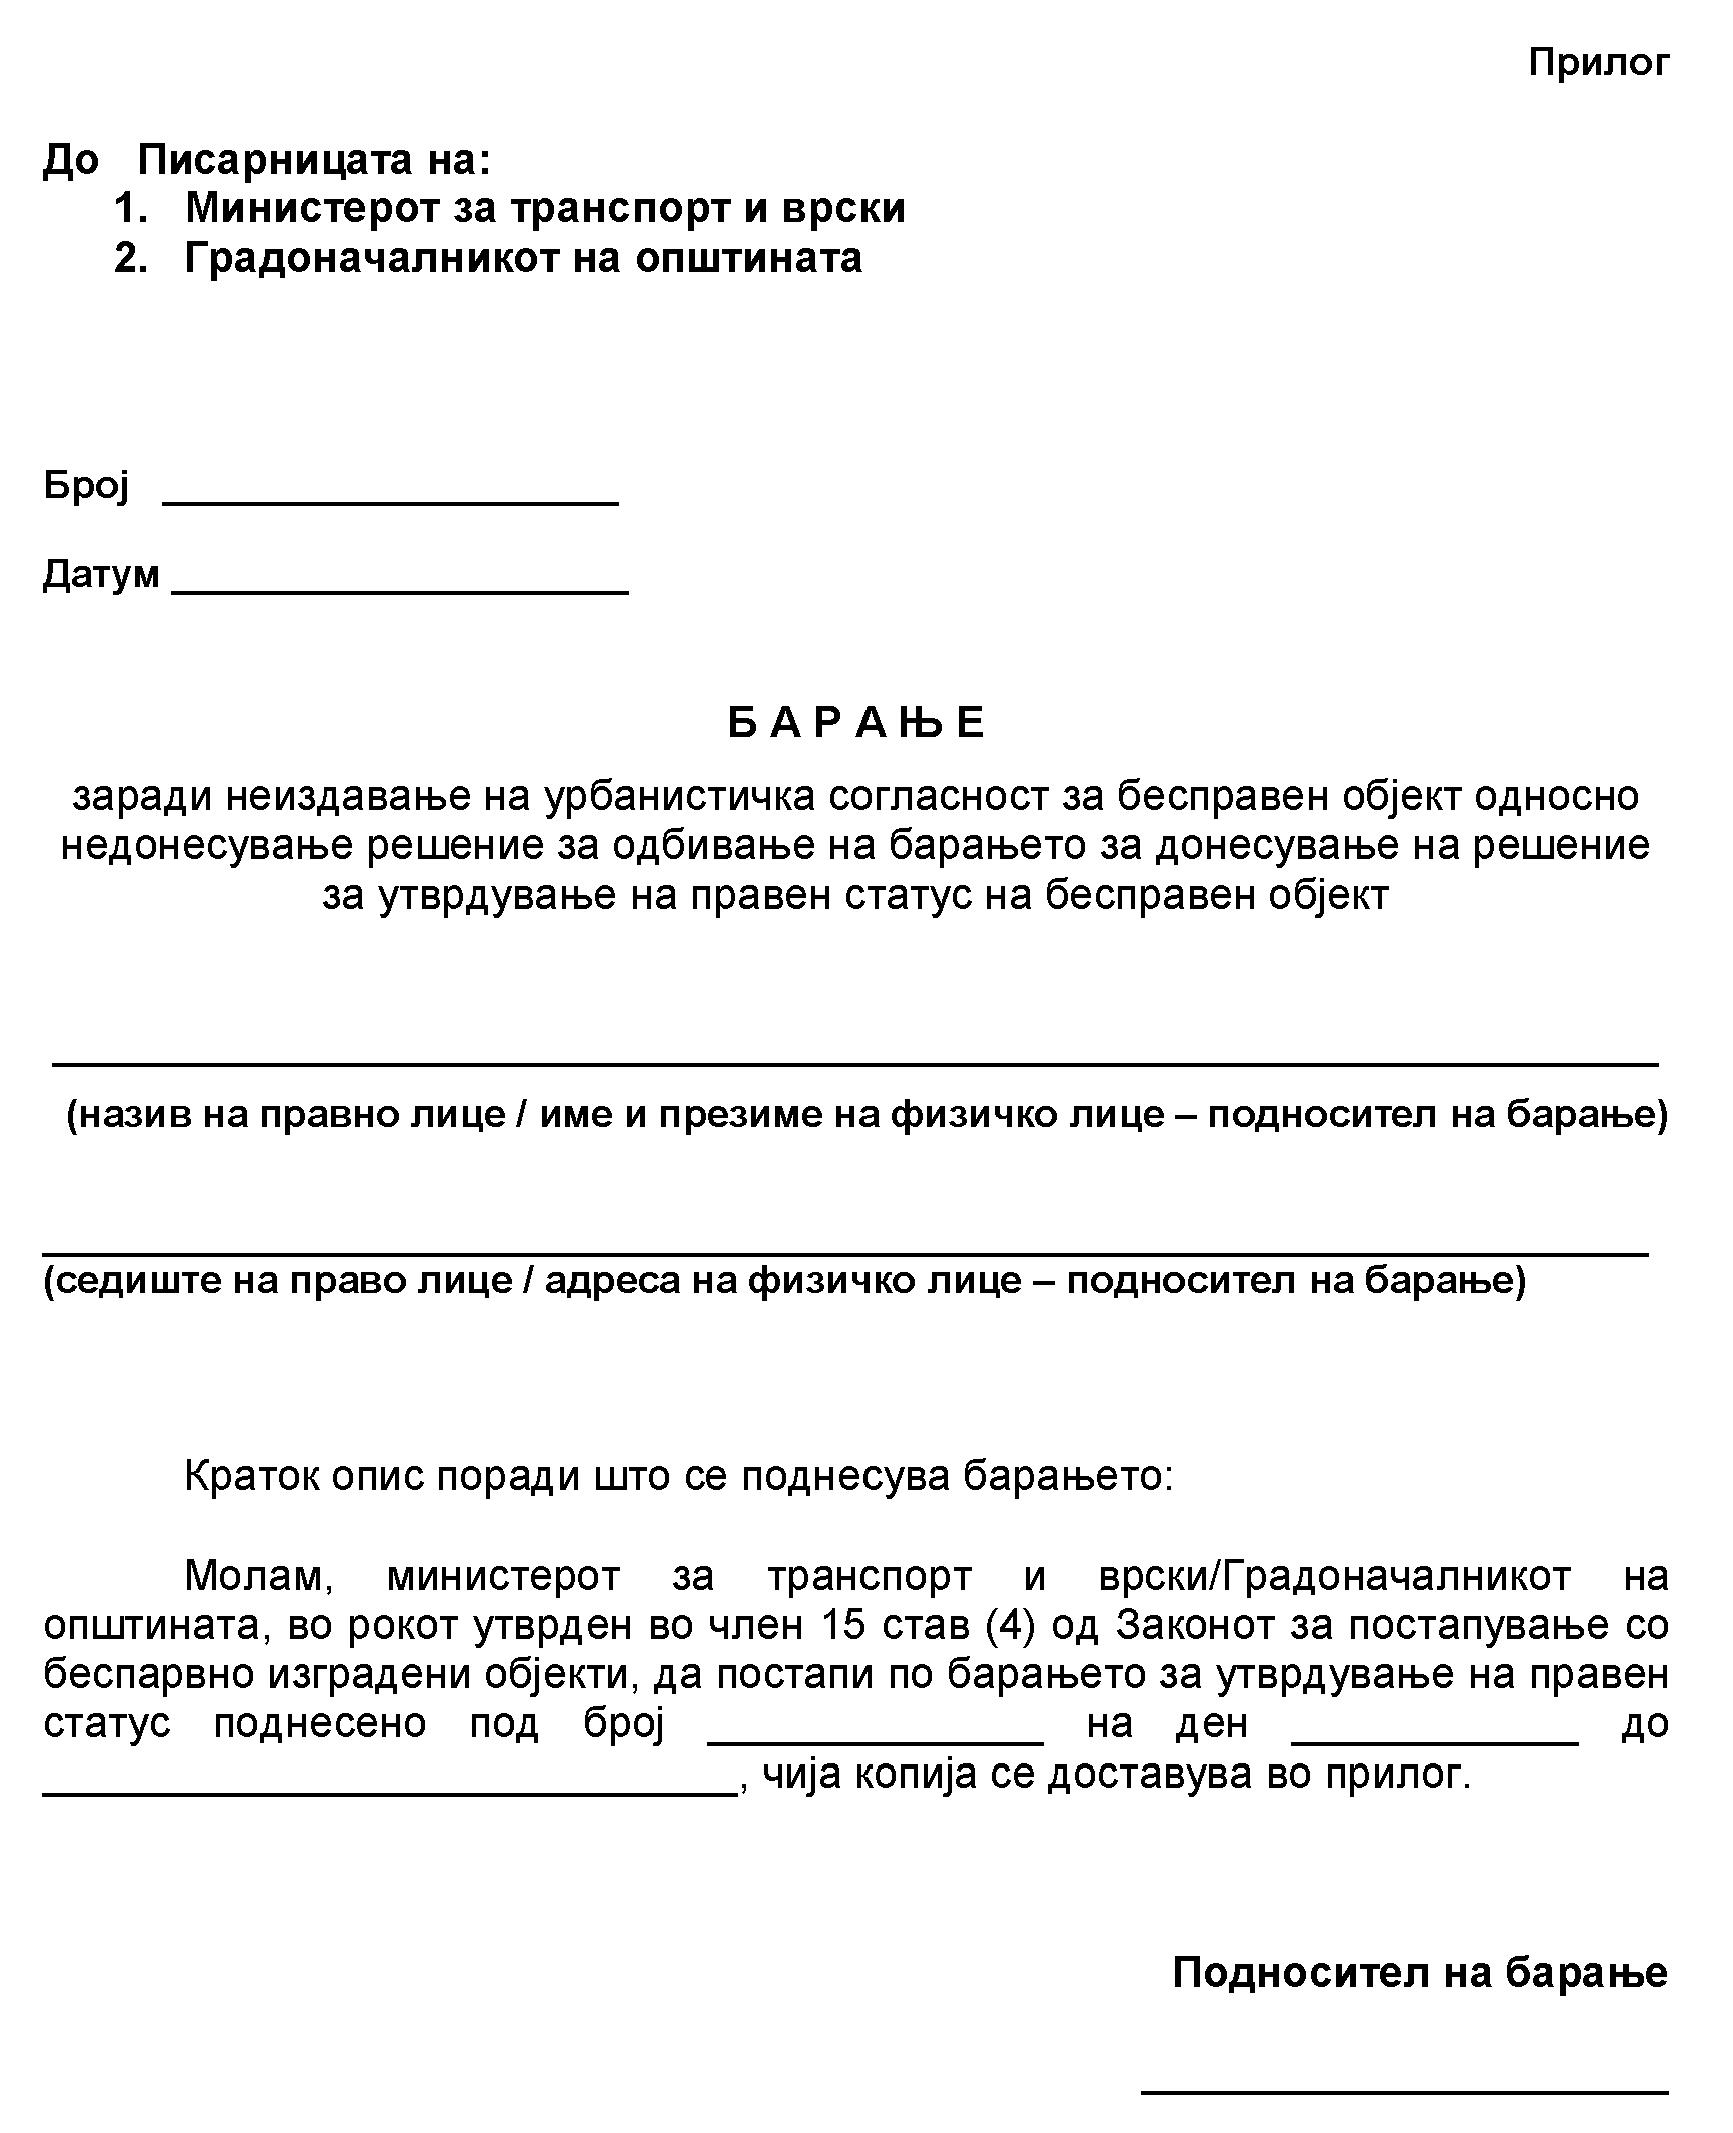 Прилог
До Писарницата на:
1. Министерот за транспорт и врски
2. Градоначалникот на општината
Број ____________________
Датум ____________________
Б А Р А Њ Е
заради неиздавање на урбанистичка согласност за бесправен објект односно
недонесување решение за одбивање на барањето за донесување на решение
за утврдување на правен статус на бесправен објект
(назив на правно лице / име и презиме на физичко лице – подносител на барање)
(седиште на право лице / адреса на физичко лице – подносител на барање)
Краток опис поради што се поднесува барањето:
Молам, министерот за транспорт и врски/Градоначалникот на
општината, во рокот утврден во член 15 став (4) од Законот за постапување со
беспарвно изградени објекти, да постапи по барањето за утврдување на правен
статус поднесено под број ______________ на ден ____________ до
_____________________________, чија копија се доставува во прилог.
Подносител на барање